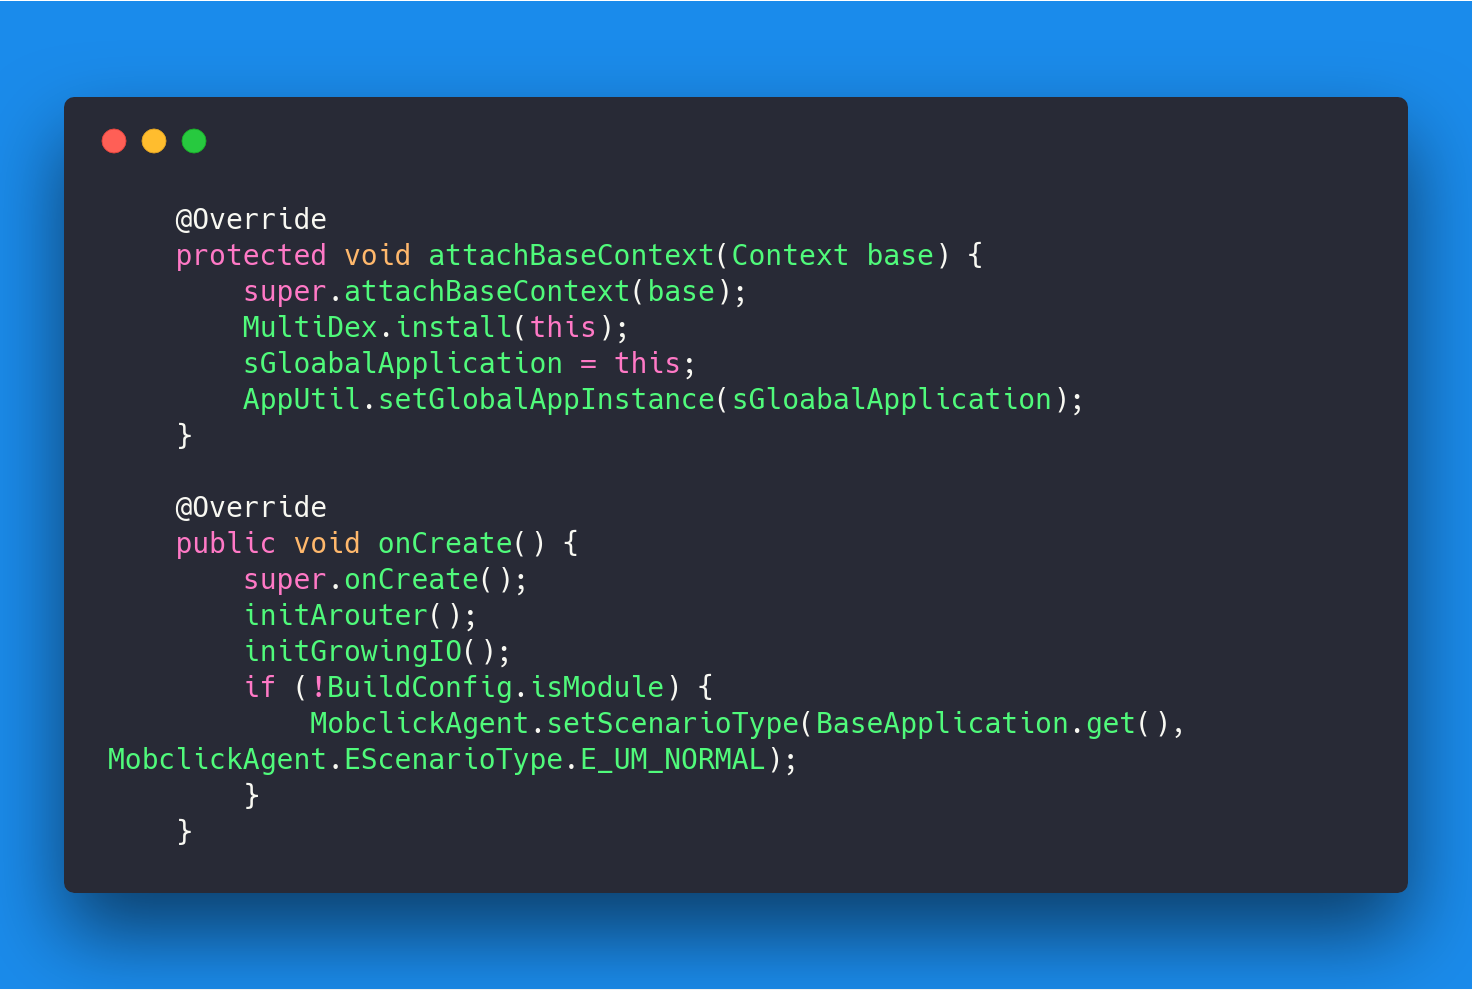 @Override
protected void attachBaseContext(Context base) {
super.attachBaseContext(base);
MultiDex.install(this);
sGloabalApplication = this;
AppUtil.setGlobalAppInstance(sGloabalApplication);
}
@Override
public void onCreate() {
super.onCreate();
initArouter();
initGrowingIO();
if (!BuildConfig.isModule) {
MobclickAgent.setScenarioType(BaseApplication.get(),
MobclickAgent.EScenarioType.E_UM_NORMAL);
}
}